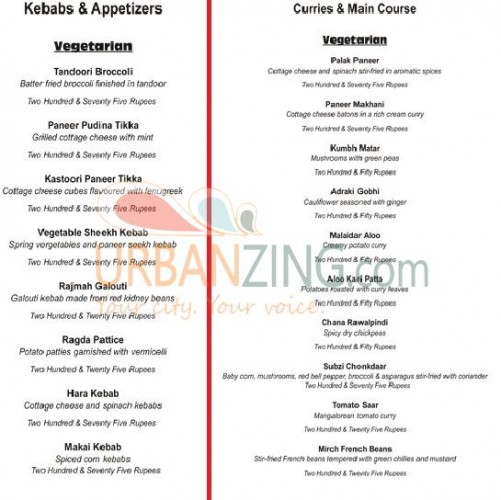 Kebabs & Appetizers
Vegetarian
Tandoori Broccoli
Batter fried broccoli finished in tandoor
Two Hundred & Seventy Five Rupees
Paneer Pudina Tikka
Grilled cottage cheese with mint
Two Hundred & Seventy Five Rupees
Kastoori Paneer Tikka
Cottage cheese cubes flavoured with fenugreek
Two Hundred & Seventy Five Rupees
Vegetable Sheekh Kebab
Spring vergetables and paneer seekh kebab
Two Hundred & Seventy Five Rupees
Rajmah Galouti
Galouti kebab made from red kidney beans
Two Hundred & Twenty Five Rupees
Ragda Pattice
Potato patties garnished with vermicelli
Two Hundred & Twenty Five Rupees
Hara Kebab
Cottage cheese and spinach kebabs
Two Hundred & Seventy Five Rupees
Makai Kebab
Spiced corn kebabs
Two Hundred & Seventy Five Rupees
Curries & Main Course
Vegetarian
Palak Paneer
Cottage cheese and spinach stir-fried in aromatic spices
Two Hundred & Seventy Five Rupees
Paneer Makhani
Cottage cheese batons in a rich cream curry
Two Hundred & Seventy Five Rupees
Kumbh Matar
Mushrooms with green peas
Two Hundred & Fifty Rupees
Adraki Gobhi
Cauliflower seasoned with ginger
Two Hundred & Fifty Rupees
Malaidar Aloo
Creamy potato curry
Two Hundred & Twenty Five Rupees
Aloo Kari Patta
Potatoes roasted with curry leaves
Two Hundred & Fifty Rupees
Chana Rawalpindi
Spicy dry chickpeas
Two Hundred & Fifty Rupees
Subzi Chonkdaar
Baby corn, mushrooms, red bell pepper, broccoli & asparagus stir-fried with coriander
Two Hundred & Fifty Five Rupees
Tomato Saar
Mangalorean tomato curry
Two Hundred & Twenty Five Rupees
Mirch French Beans
Stir-fried French beans tempered with green chillies and mustard
Two Hundred & Twenty Five Rupees
URBANZING.com
Your city. Your voice.